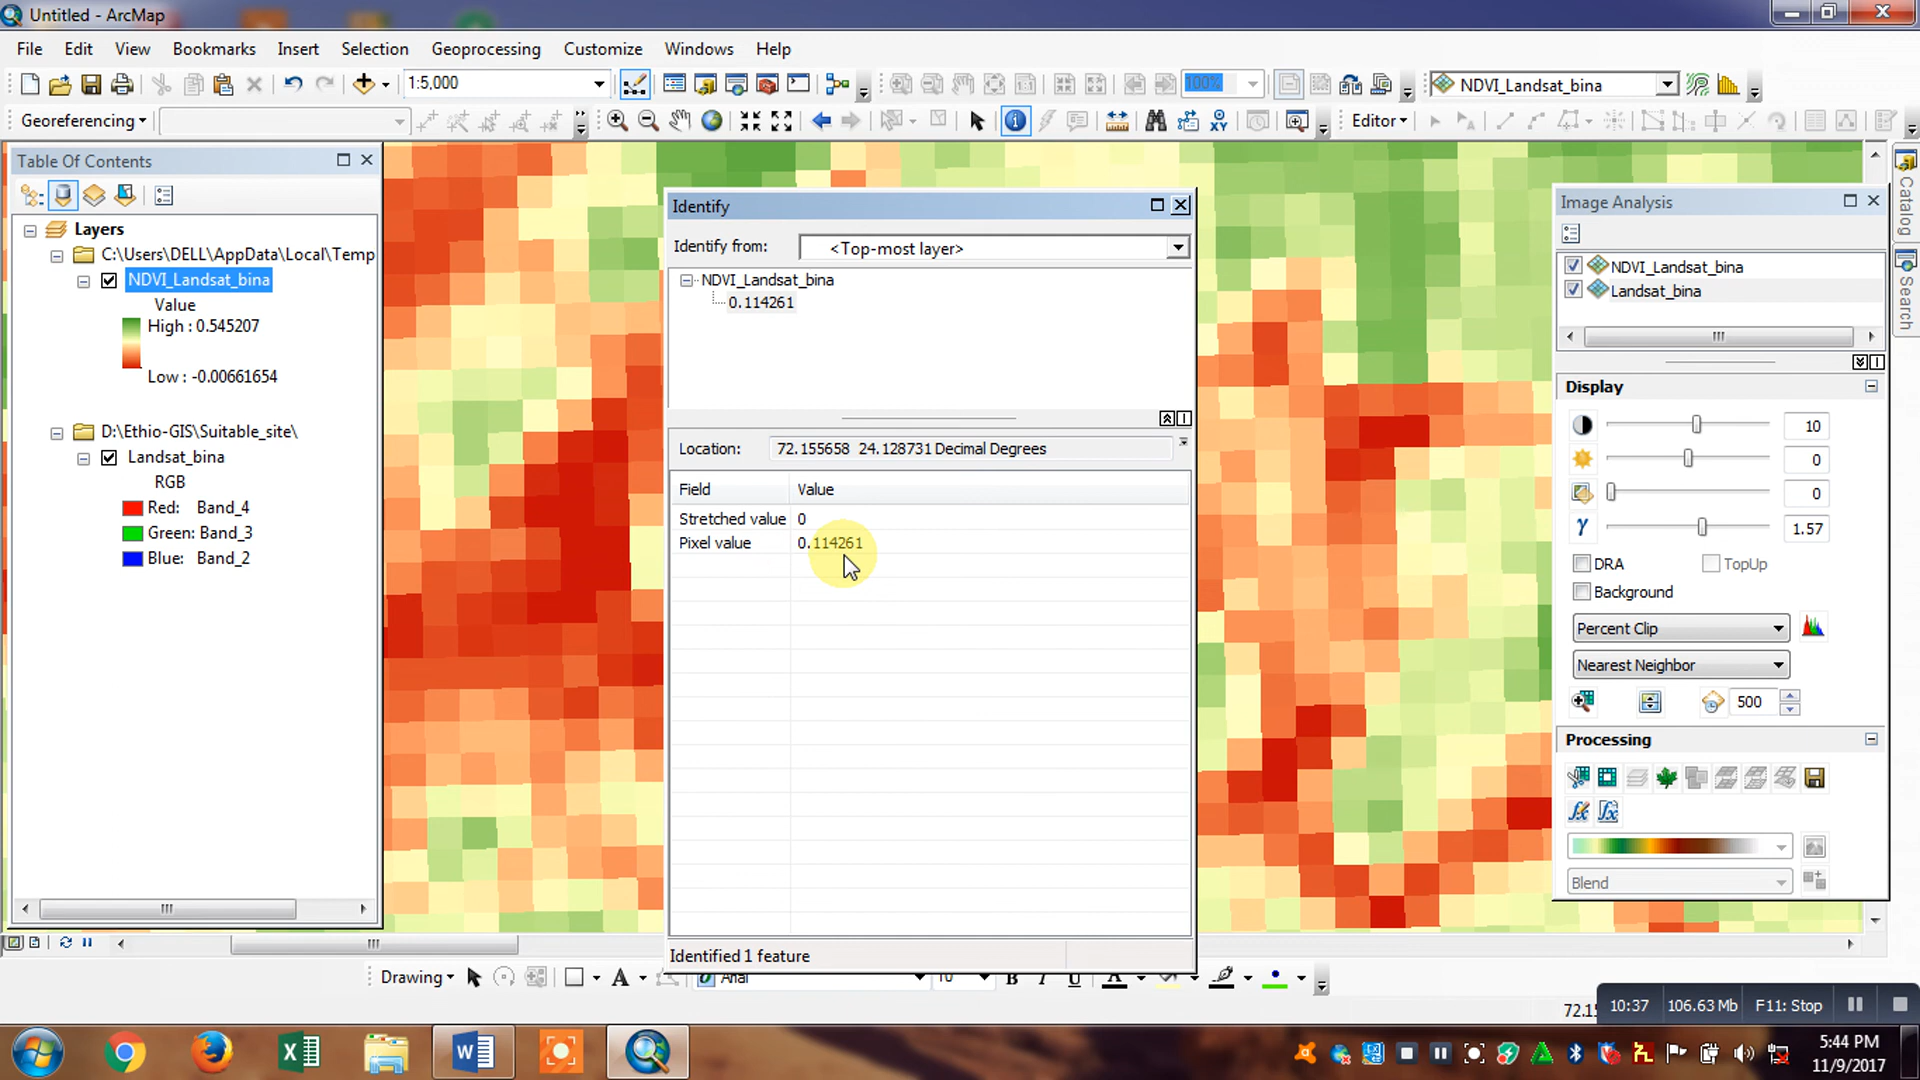 Untitled - ArcMap
File Edit View Bookmarks Insert Selection Geoprocessing Customize Windows Help
1:5,000
100%
NDVI_Landsat_bina
Georeferencing
Editor
Table Of Contents
Layers
C:\Users\DELL\AppData\Local\Temp
NDVI_Landsat_bina
Value
High : 0.545207
Low : -0.00661654
D:\Ethio-GIS\Suitable_site\
Landsat_bina
RGB
Red: Band_4
Green: Band_3
Blue: Band_2
Identify
Identify from: <Top-most layer>
NDVI_Landsat_bina
0.114261
Location: 72.155658 24.128731 Decimal Degrees
Field Value
Stretched value 0
Pixel value 0.114261
Identified 1 feature
Image Analysis
NDVI_Landsat_bina
Landsat_bina
Display
10
0
0
1.57
DRA TopUp
Background
Percent Clip
Nearest Neighbor
500
Processing
Blend
Catalog
Search
Drawing
A Arial 10 B I U A
72.15
10:37 106.63 Mb F11: Stop
5:44 PM
11/9/2017